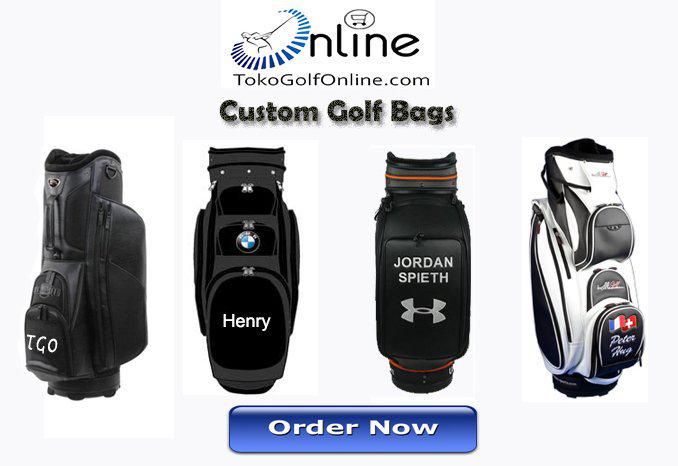 Online
TokoGolfOnline.com
Custom Golf Bags
TGO
Henry
JORDAN
SPIETH
Peter
Hug
Order Now